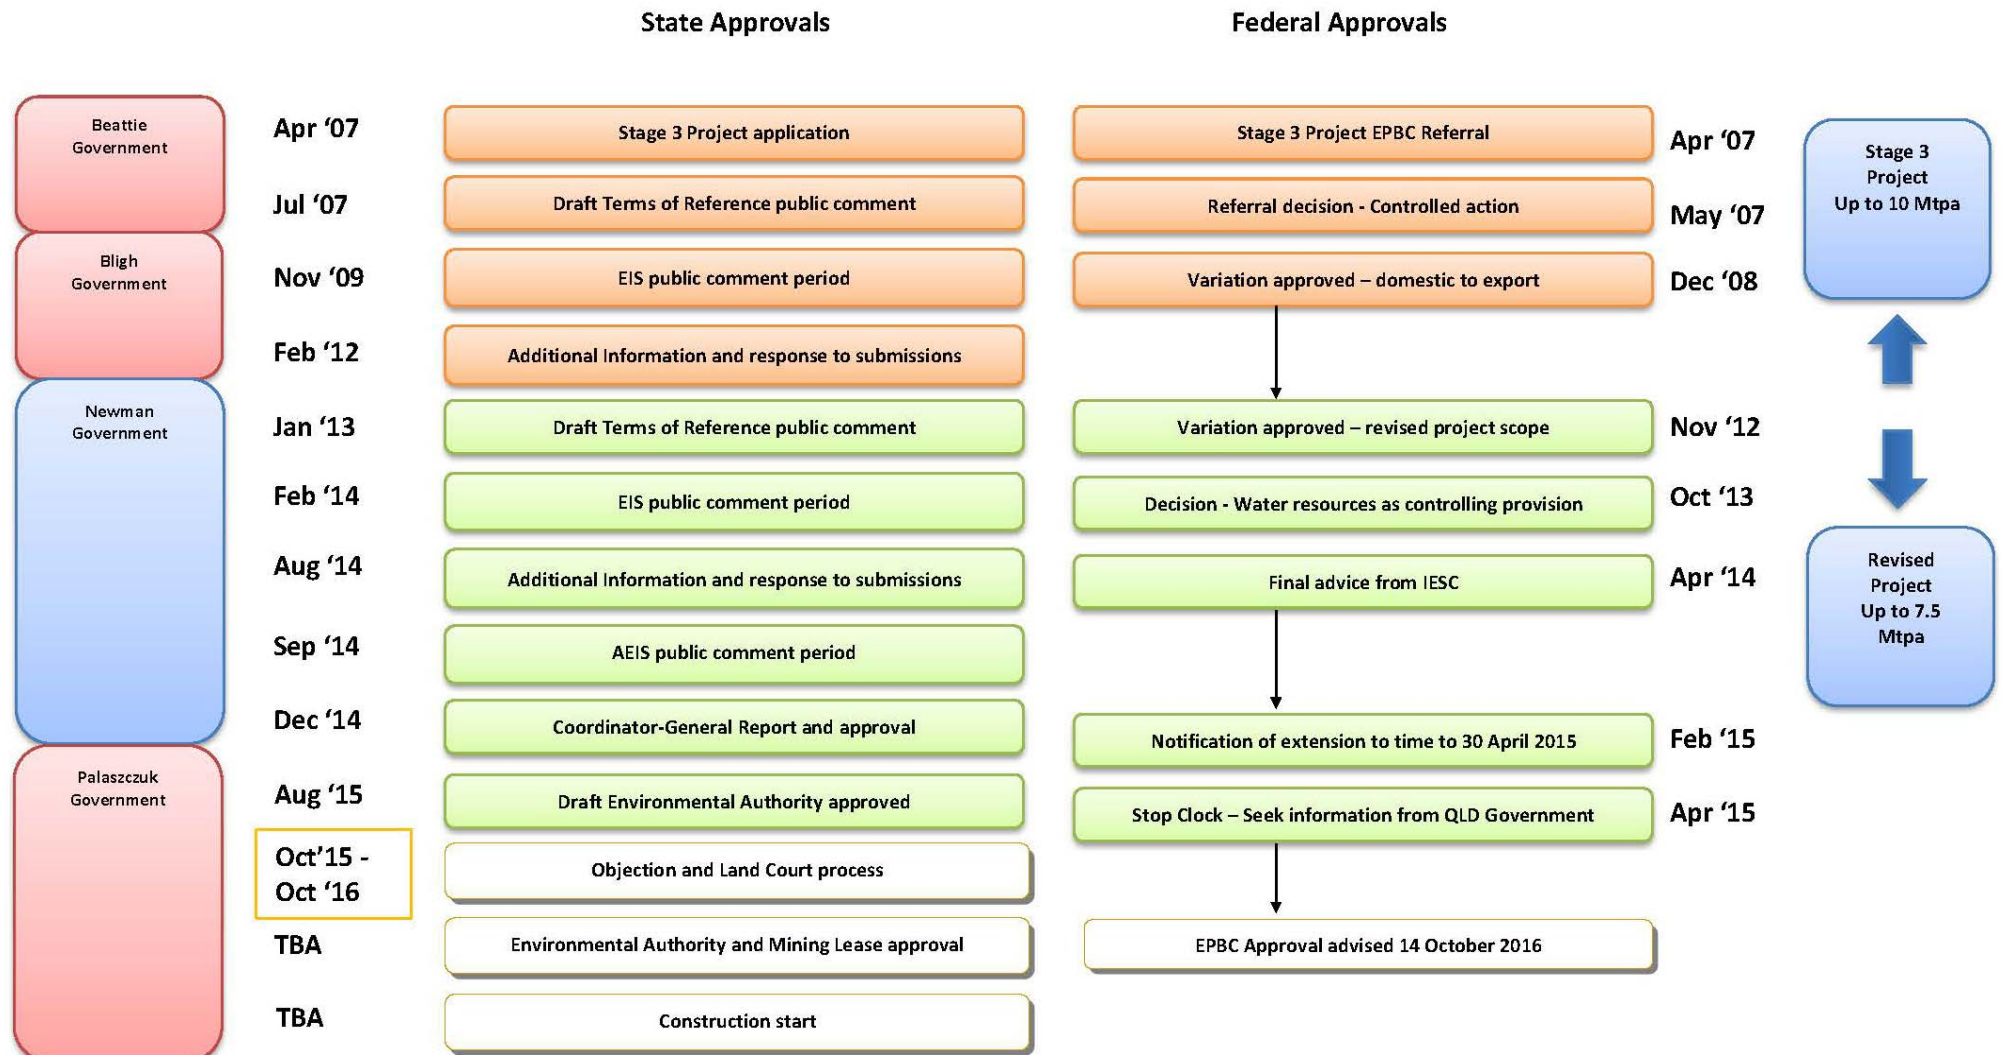 State Approvals
Federal Approvals
Beattie
Government
Apr ‘07
Stage 3 Project application
Stage 3 Project EPBC Referral
Apr ‘07
Jul ‘07
Draft Terms of Reference public comment
Referral decision - Controlled action
May ‘07
Stage 3
Project
Up to 10 Mtpa
Bligh
Government
Nov ‘09
EIS public comment period
Variation approved – domestic to export
Dec ‘08
Feb ‘12
Additional Information and response to submissions
Newman
Government
Jan ‘13
Draft Terms of Reference public comment
Variation approved – revised project scope
Nov ‘12
Feb ‘14
EIS public comment period
Decision - Water resources as controlling provision
Oct ‘13
Aug ‘14
Additional Information and response to submissions
Final advice from IESC
Apr ‘14
Revised
Project
Up to 7.5
Mtpa
Sep ‘14
AEIS public comment period
Dec ‘14
Coordinator-General Report and approval
Notification of extension to time to 30 April 2015
Feb ‘15
Palaszczuk
Government
Aug ‘15
Draft Environmental Authority approved
Stop Clock – Seek information from QLD Government
Apr ‘15
Oct’15 -
Oct ‘16
Objection and Land Court process
TBA
Environmental Authority and Mining Lease approval
EPBC Approval advised 14 October 2016
TBA
Construction start